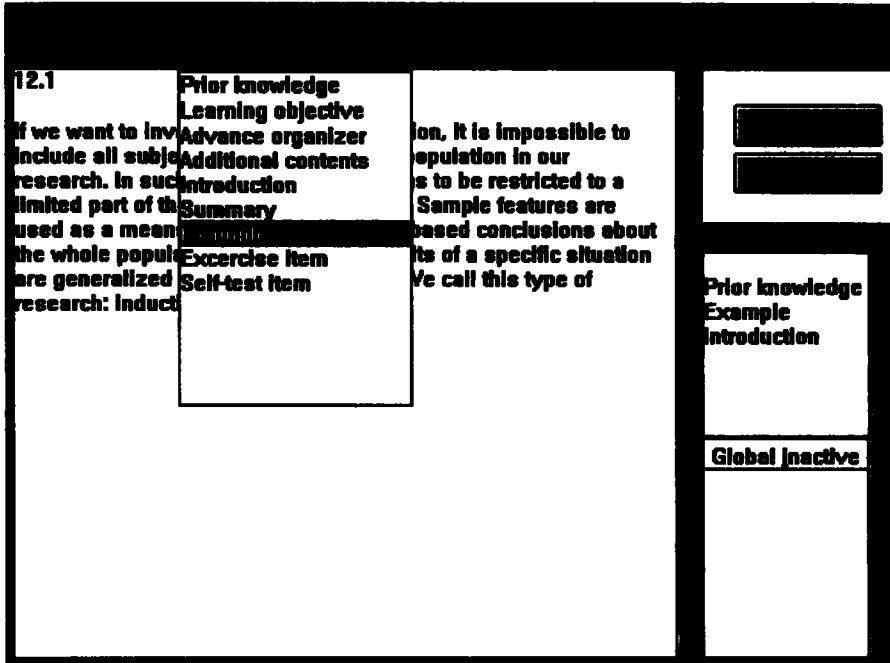 12.1
If we want to inv
ion, it is impossible to
include all subje
opulation in our
research. In suc
s to be restricted to a
limited part of th
Sample features are
used as a mean
based conclusions about
the whole popul
ts of a specific situation
are generalized
We call this type of
research: induct
Prior knowledge
Learning objective
Advance organizer
Additional contents
Introduction
Summary
Excercise item
Self-test item
Prior knowledge
Example
Introduction
Global inactive